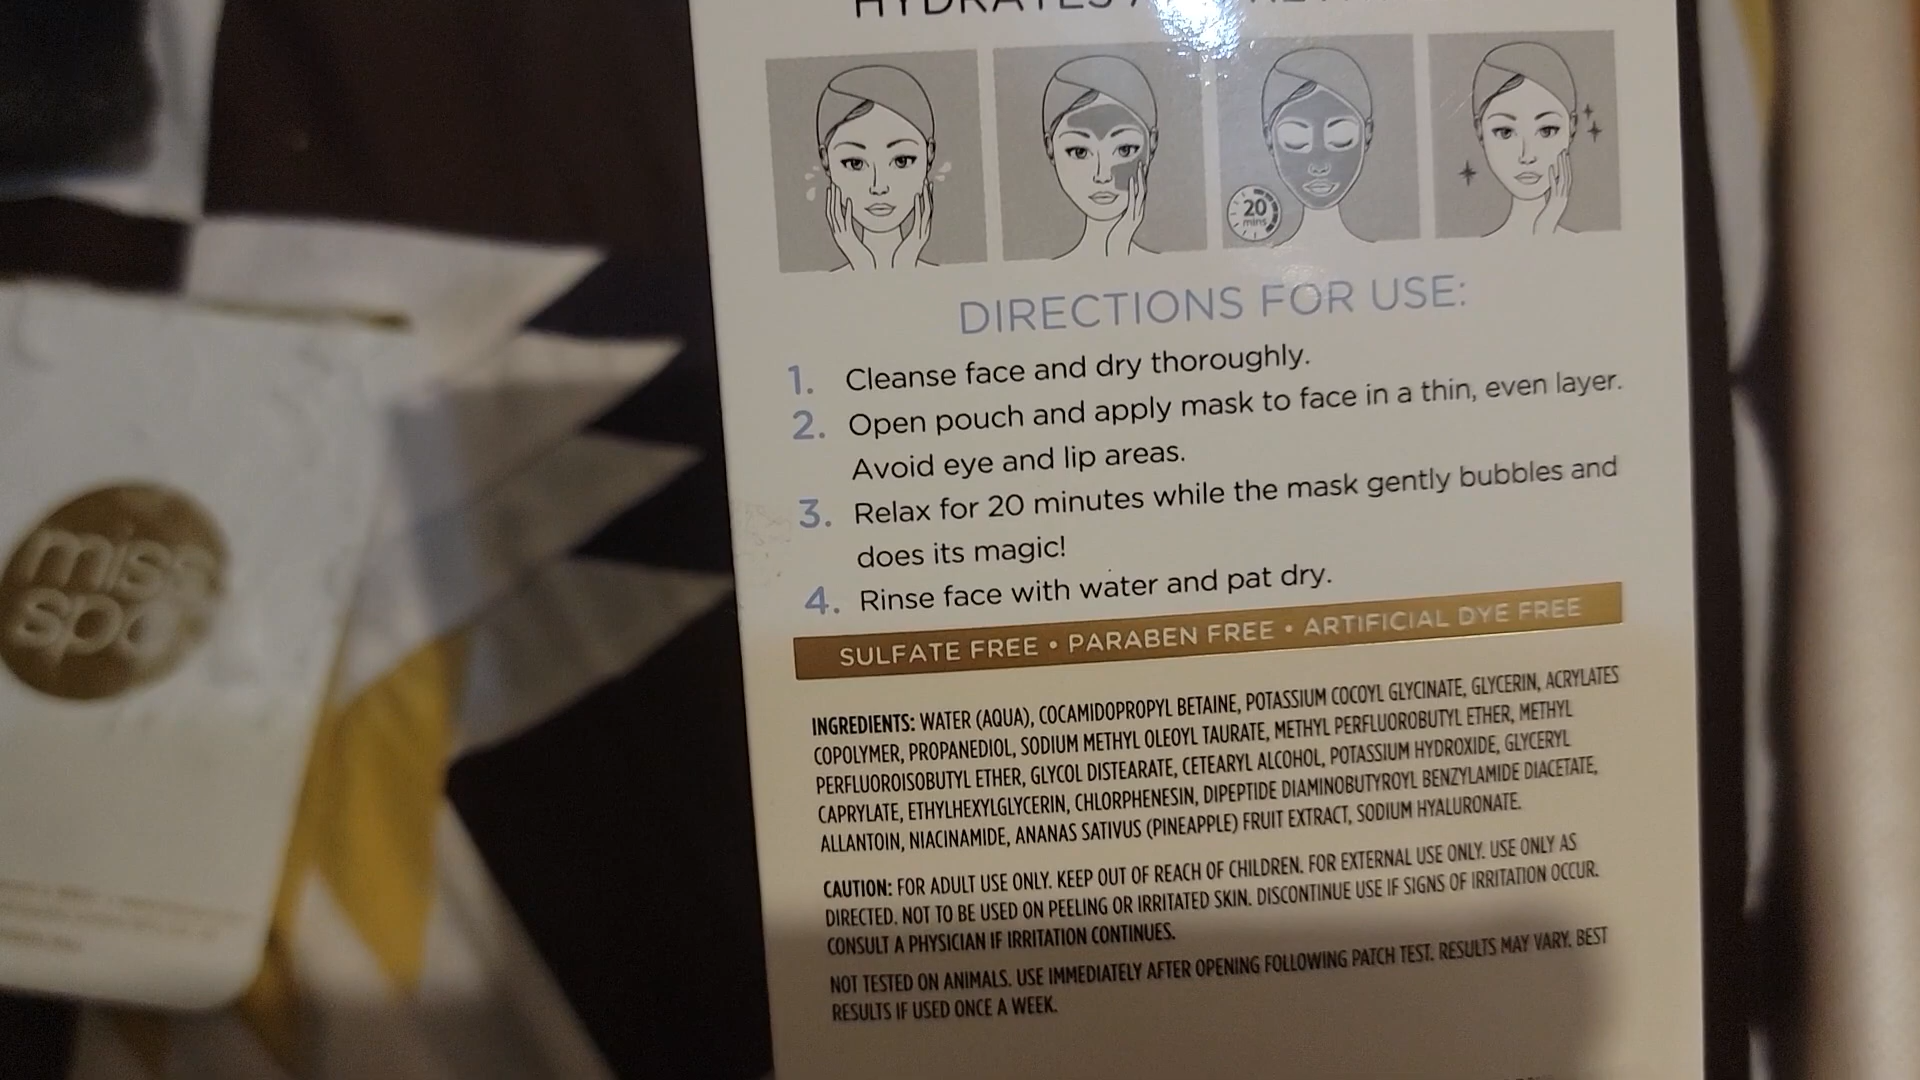 HYDRATES
20
mins
DIRECTIONS FOR USE:
1. Cleanse face and dry thoroughly.
2. Open pouch and apply mask to face in a thin, even layer.
Avoid eye and lip areas.
3. Relax for 20 minutes while the mask gently bubbles and
does its magic!
4. Rinse face with water and pat dry.
SULFATE FREE • PARABEN FREE • ARTIFICIAL DYE FREE
INGREDIENTS: WATER (AQUA), COCAMIDOPROPYL BETAINE, POTASSIUM COCOYL GLYCINATE, GLYCERIN, ACRYLATES
COPOLYMER, PROPANEDIOL, SODIUM METHYL OLEOYL TAURATE, METHYL PERFLUOROBUTYL ETHER, METHYL
PERFLUOROISOBUTYL ETHER, GLYCOL DISTEARATE, CETEARYL ALCOHOL, POTASSIUM HYDROXIDE, GLYCERYL
CAPRYLATE, ETHYLHEXYLGLYCERIN, CHLORPHENESIN, DIPEPTIDE DIAMINOBUTYROYL BENZYLAMIDE DIACETATE,
ALLANTOIN, NIACINAMIDE, ANANAS SATIVUS (PINEAPPLE) FRUIT EXTRACT, SODIUM HYALURONATE.
CAUTION: FOR ADULT USE ONLY. KEEP OUT OF REACH OF CHILDREN. FOR EXTERNAL USE ONLY. USE ONLY AS
DIRECTED. NOT TO BE USED ON PEELING OR IRRITATED SKIN. DISCONTINUE USE IF SIGNS OF IRRITATION OCCUR.
CONSULT A PHYSICIAN IF IRRITATION CONTINUES.
NOT TESTED ON ANIMALS. USE IMMEDIATELY AFTER OPENING FOLLOWING PATCH TEST. RESULTS MAY VARY. BEST
RESULTS IF USED ONCE A WEEK.
miss
spa